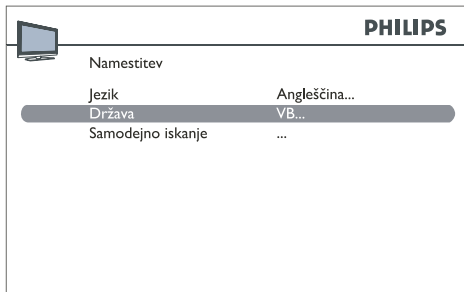 PHILIPS
Namestitev
Jezik Angleščina...
Država VB...
Samodejno iskanje ...